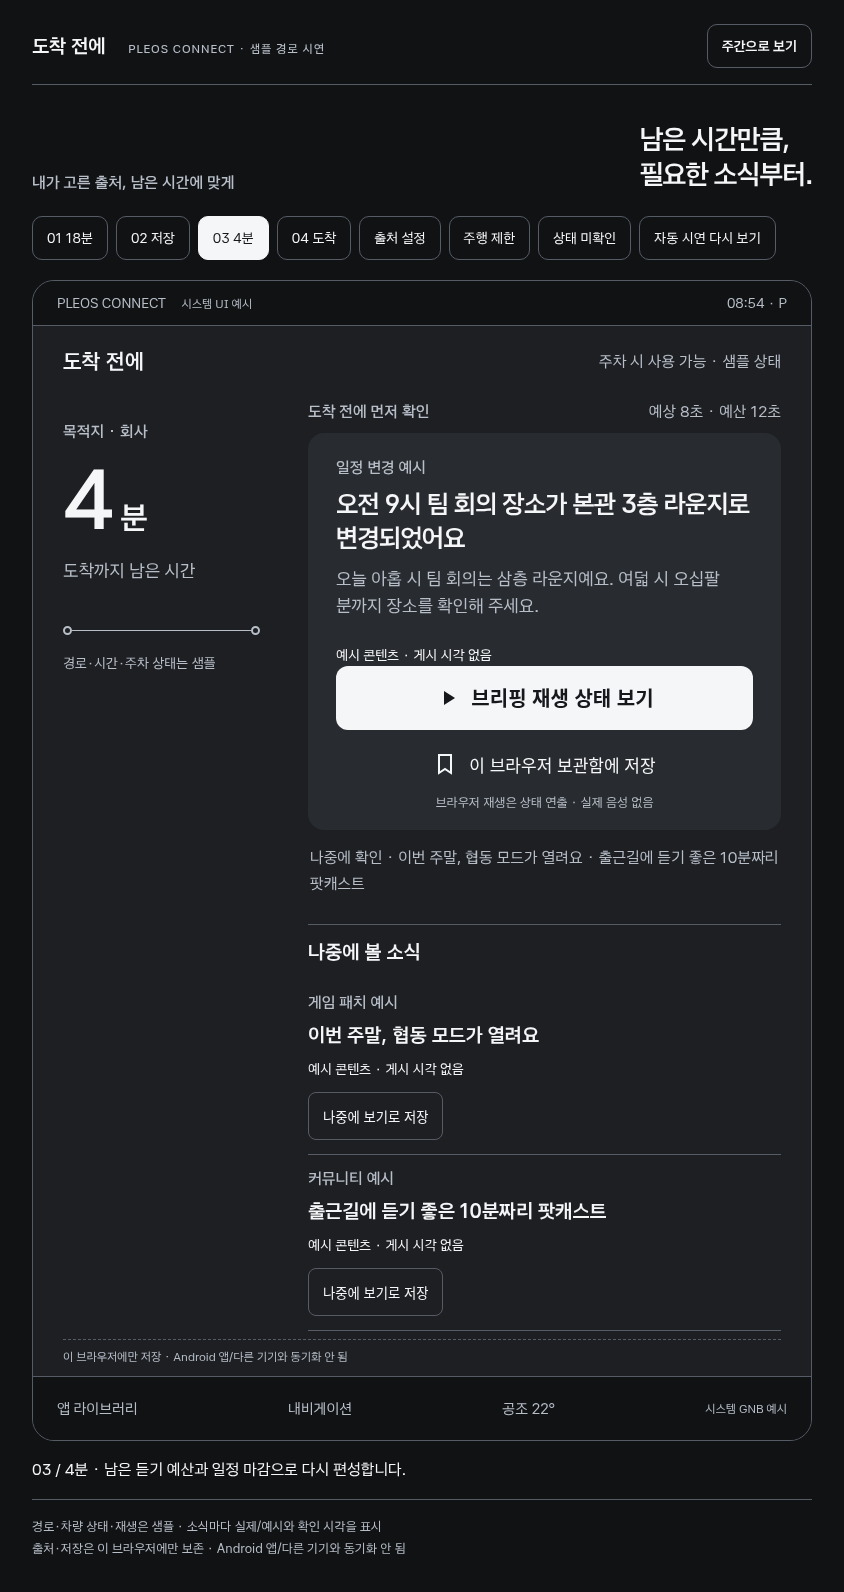 도착 전에
PLEOS CONNECT · 샘플 경로 시연
주간으로 보기
남은 시간만큼,
필요한 소식부터.
내가 고른 출처, 남은 시간에 맞게
01 18분
02 저장
03 4분
04 도착
출처 설정
주행 제한
상태 미확인
자동 시연 다시 보기
PLEOS CONNECT 시스템 UI 예시
08:54 · P
도착 전에
주차 시 사용 가능 · 샘플 상태
목적지 · 회사
4분
도착까지 남은 시간
경로·시간·주차 상태는 샘플
도착 전에 먼저 확인
예상 8초 · 예산 12초
일정 변경 예시
오전 9시 팀 회의 장소가 본관 3층 라운지로
변경되었어요
오늘 아홉 시 팀 회의는 삼층 라운지예요. 여덟 시 오십팔
분까지 장소를 확인해 주세요.
예시 콘텐츠 · 게시 시각 없음
브리핑 재생 상태 보기
이 브라우저 보관함에 저장
브라우저 재생은 상태 연출 · 실제 음성 없음
나중에 확인 · 이번 주말, 협동 모드가 열려요 · 출근길에 듣기 좋은 10분짜리
팟캐스트
나중에 볼 소식
게임 패치 예시
이번 주말, 협동 모드가 열려요
예시 콘텐츠 · 게시 시각 없음
나중에 보기로 저장
커뮤니티 예시
출근길에 듣기 좋은 10분짜리 팟캐스트
예시 콘텐츠 · 게시 시각 없음
나중에 보기로 저장
이 브라우저에만 저장 · Android 앱/다른 기기와 동기화 안 됨
앱 라이브러리
내비게이션
공조 22°
시스템 GNB 예시
03 / 4분 · 남은 듣기 예산과 일정 마감으로 다시 편성합니다.
경로·차량 상태·재생은 샘플 · 소식마다 실제/예시와 확인 시각을 표시
출처·저장은 이 브라우저에만 보존 · Android 앱/다른 기기와 동기화 안 됨